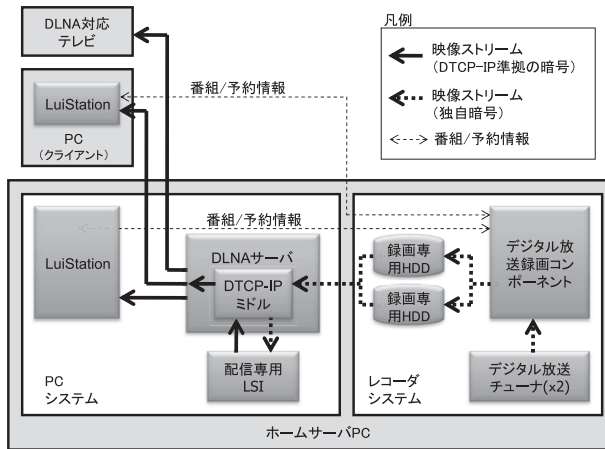 DLNA対応
テレビ
LuiStation
PC
(クライアント)
番組/予約情報
凡例
映像ストリーム
(DTCP-IP準拠の暗号)
映像ストリーム
(独自暗号)
番組/予約情報
番組/予約情報
LuiStation
DLNAサーバ
DTCP-IP
ミドル
配信専用
LSI
PC
システム
録画専
用HDD
録画専
用HDD
デジタル放
送録画コン
ポーネント
デジタル放送
チューナ(x2)
レコーダ
システム
ホームサーバPC